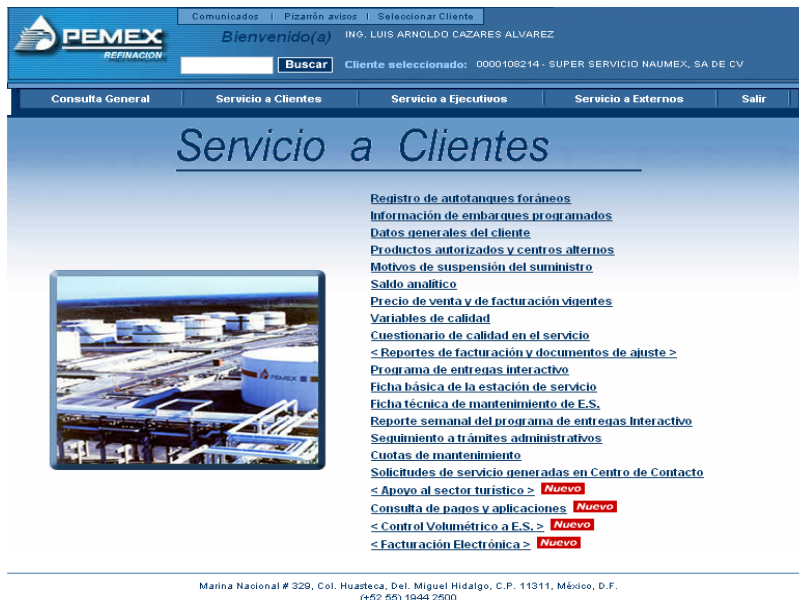 Comunicados | Pizarrón avisos | Seleccionar Cliente
PEMEX
REFINACION
Bienvenido(a) ING. LUIS ARNOLDO CAZARES ALVAREZ
Buscar Cliente seleccionado: 0000108214 - SUPER SERVICIO NAUMEX, SA DE CV
Consulta General Servicio a Clientes Servicio a Ejecutivos Servicio a Externos Salir
Servicio a Clientes
Registro de autotanques foráneos
Información de embarques programados
Datos generales del cliente
Productos autorizados y centros alternos
Motivos de suspensión del suministro
Saldo analítico
Precio de venta y de facturación vigentes
Variables de calidad
Cuestionario de calidad en el servicio
< Reportes de facturación y documentos de ajuste >
Programa de entregas interactivo
Ficha básica de la estación de servicio
Ficha técnica de mantenimiento de E.S.
Reporte semanal del programa de entregas Interactivo
Seguimiento a trámites administrativos
Cuotas de mantenimiento
Solicitudes de servicio generadas en Centro de Contacto
< Apoyo al sector turístico > Nuevo
Consulta de pagos y aplicaciones Nuevo
< Control Volumétrico a E.S. > Nuevo
< Facturación Electrónica > Nuevo
PEMEX
Marina Nacional # 329, Col. Huasteca, Del. Miguel Hidalgo, C.P. 11311, México, D.F.
(+52 55) 1944 2500